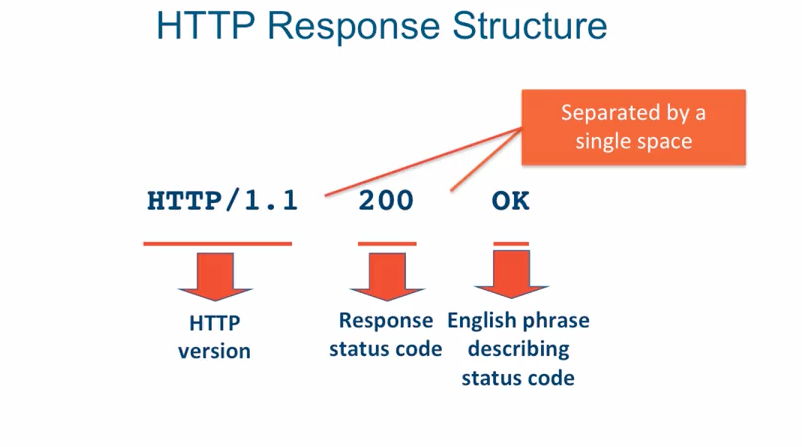 HTTP Response Structure
Separated by a
single space
HTTP/1.1 200 OK
HTTP
version
Response
status code
English phrase
describing
status code